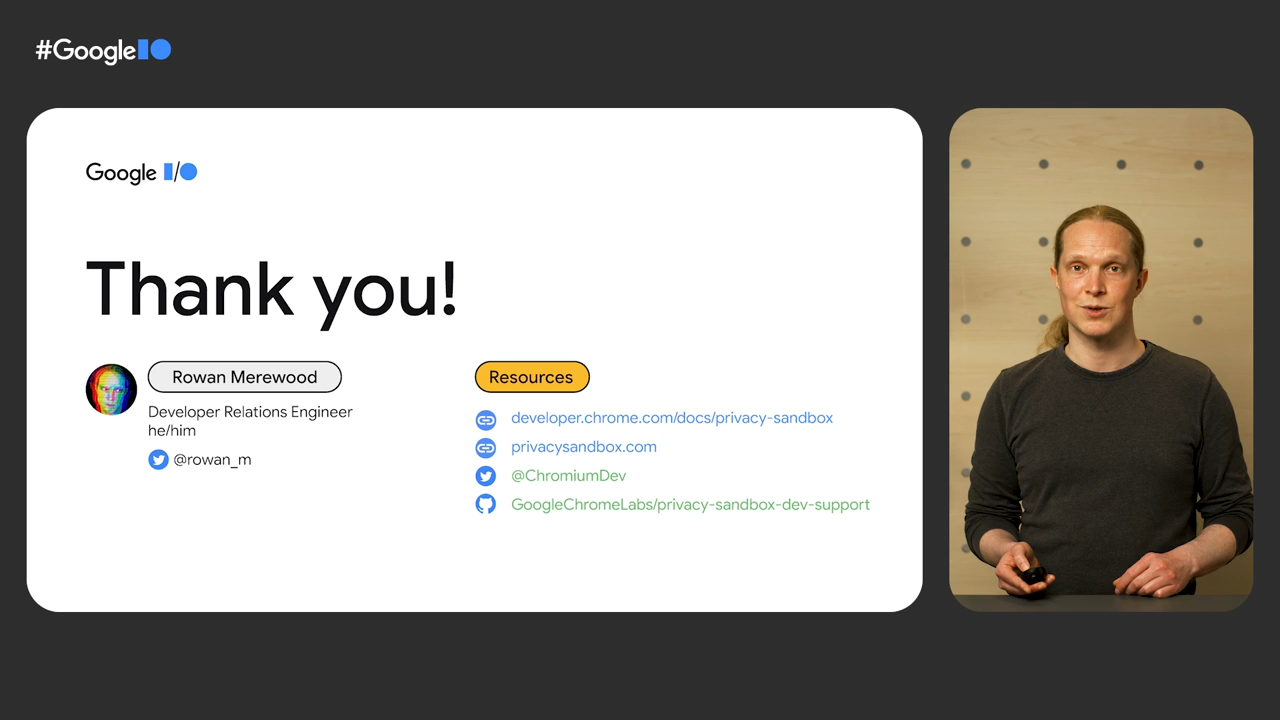 #GoogleIO
Google I/O
Thank you!
Rowan Merewood
Developer Relations Engineer
he/him
@rowan_m
Resources
developer.chrome.com/docs/privacy-sandbox
privacysandbox.com
@ChromiumDev
GoogleChromeLabs/privacy-sandbox-dev-support